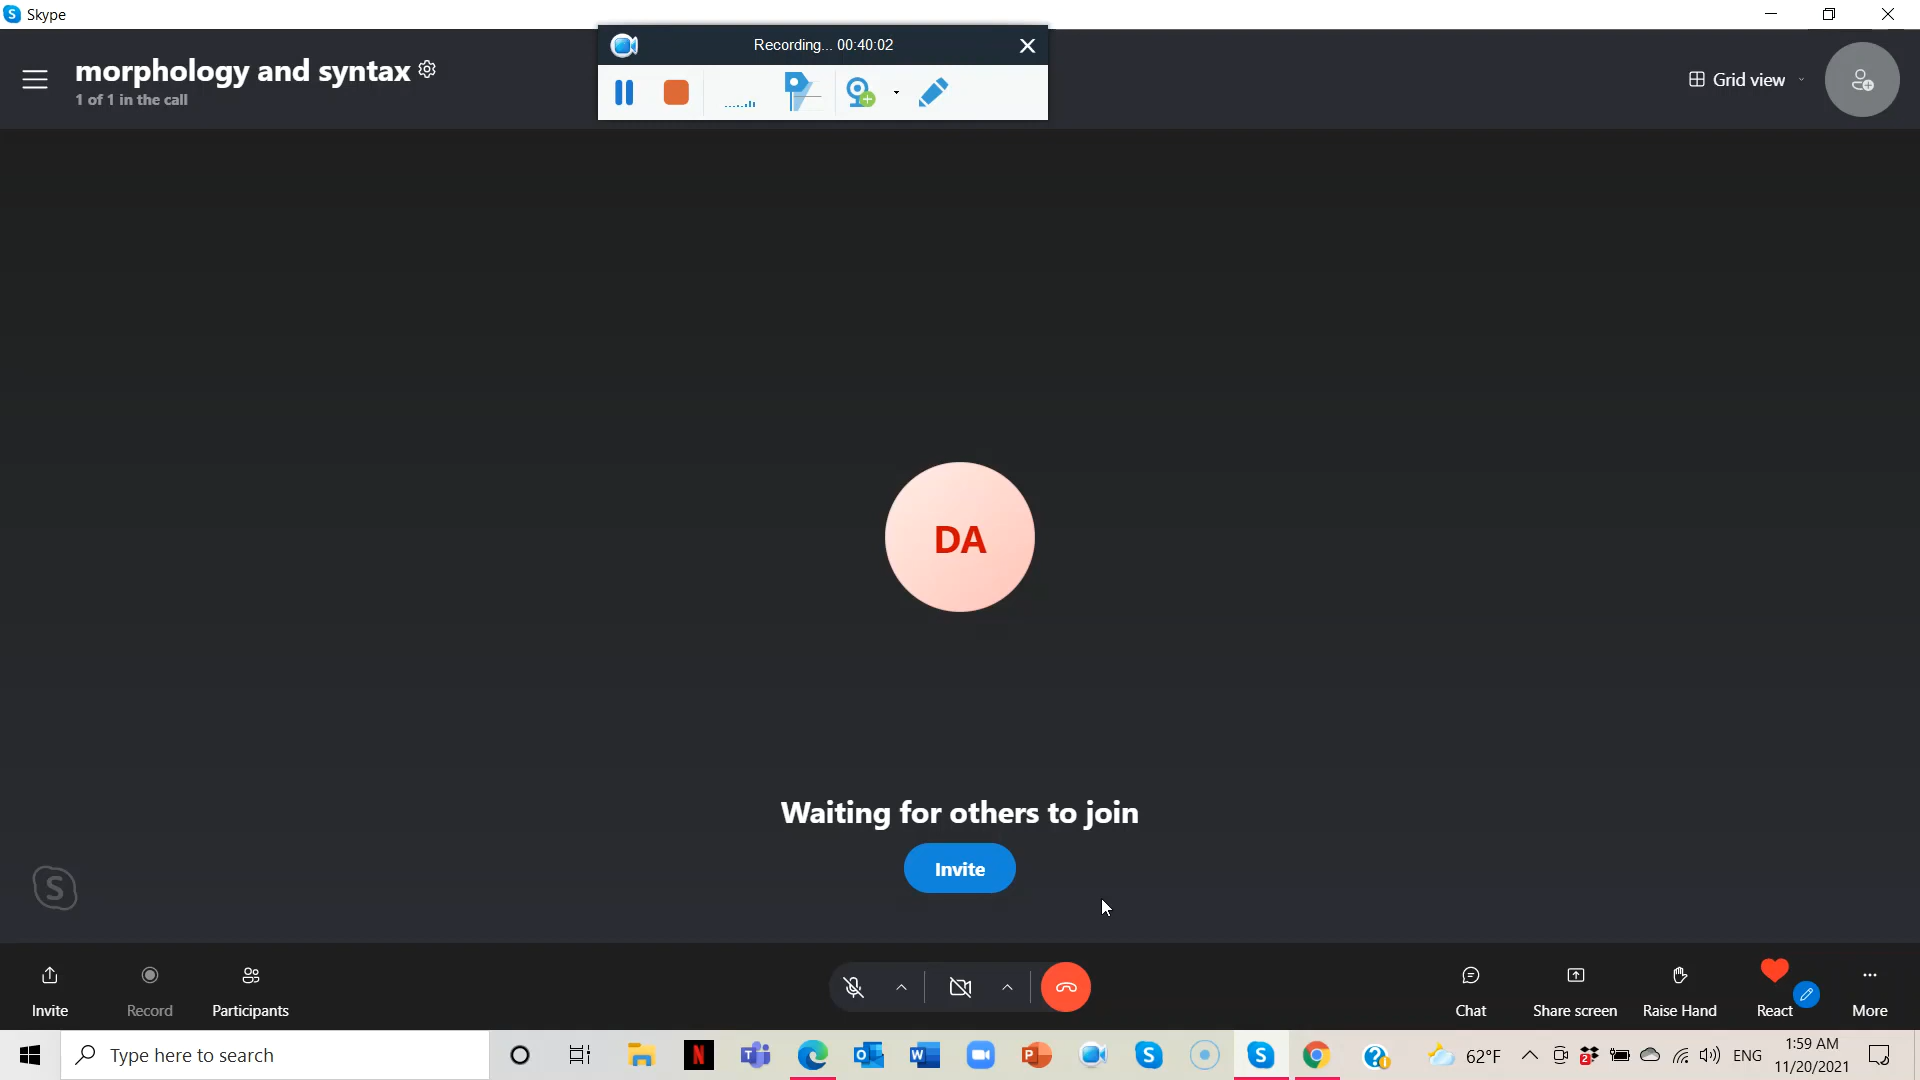 Skype
Recording... 00:40:02
morphology and syntax
1 of 1 in the call
Grid view
DA
Waiting for others to join
Invite
Invite
Record
Participants
Chat
Share screen
Raise Hand
React
More
Type here to search
62°F
ENG
1:59 AM
11/20/2021